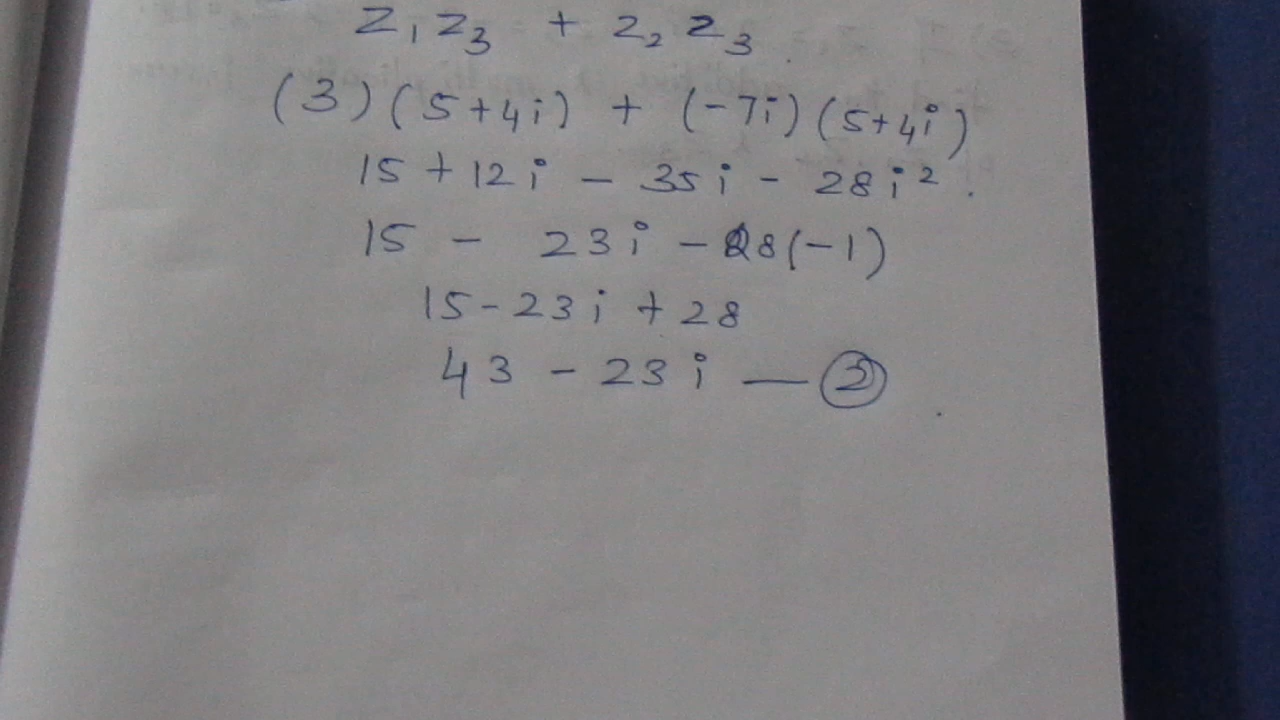 z₁z₃ + z₂z₃
(3)(5+4i) + (-7i)(5+4i)
15 + 12i - 35i - 28i².
15 - 23i - 28(-1)
15-23i + 28
43 - 23i — ②